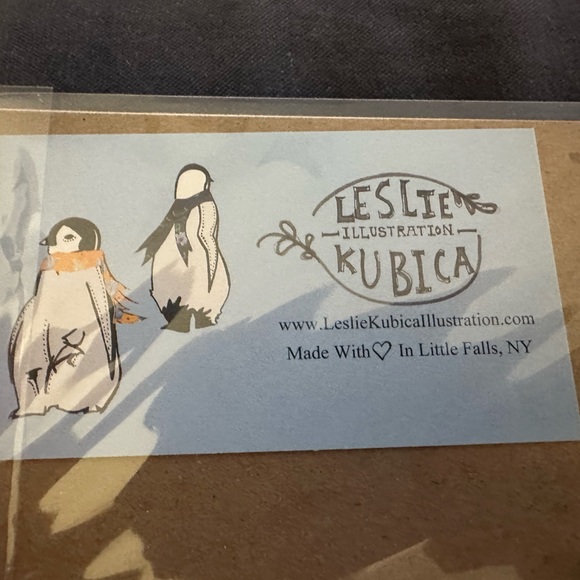 LESLIE
ILLUSTRATION
KUBICA
www.LeslieKubicaIllustration.com
Made With♡ In Little Falls, NY